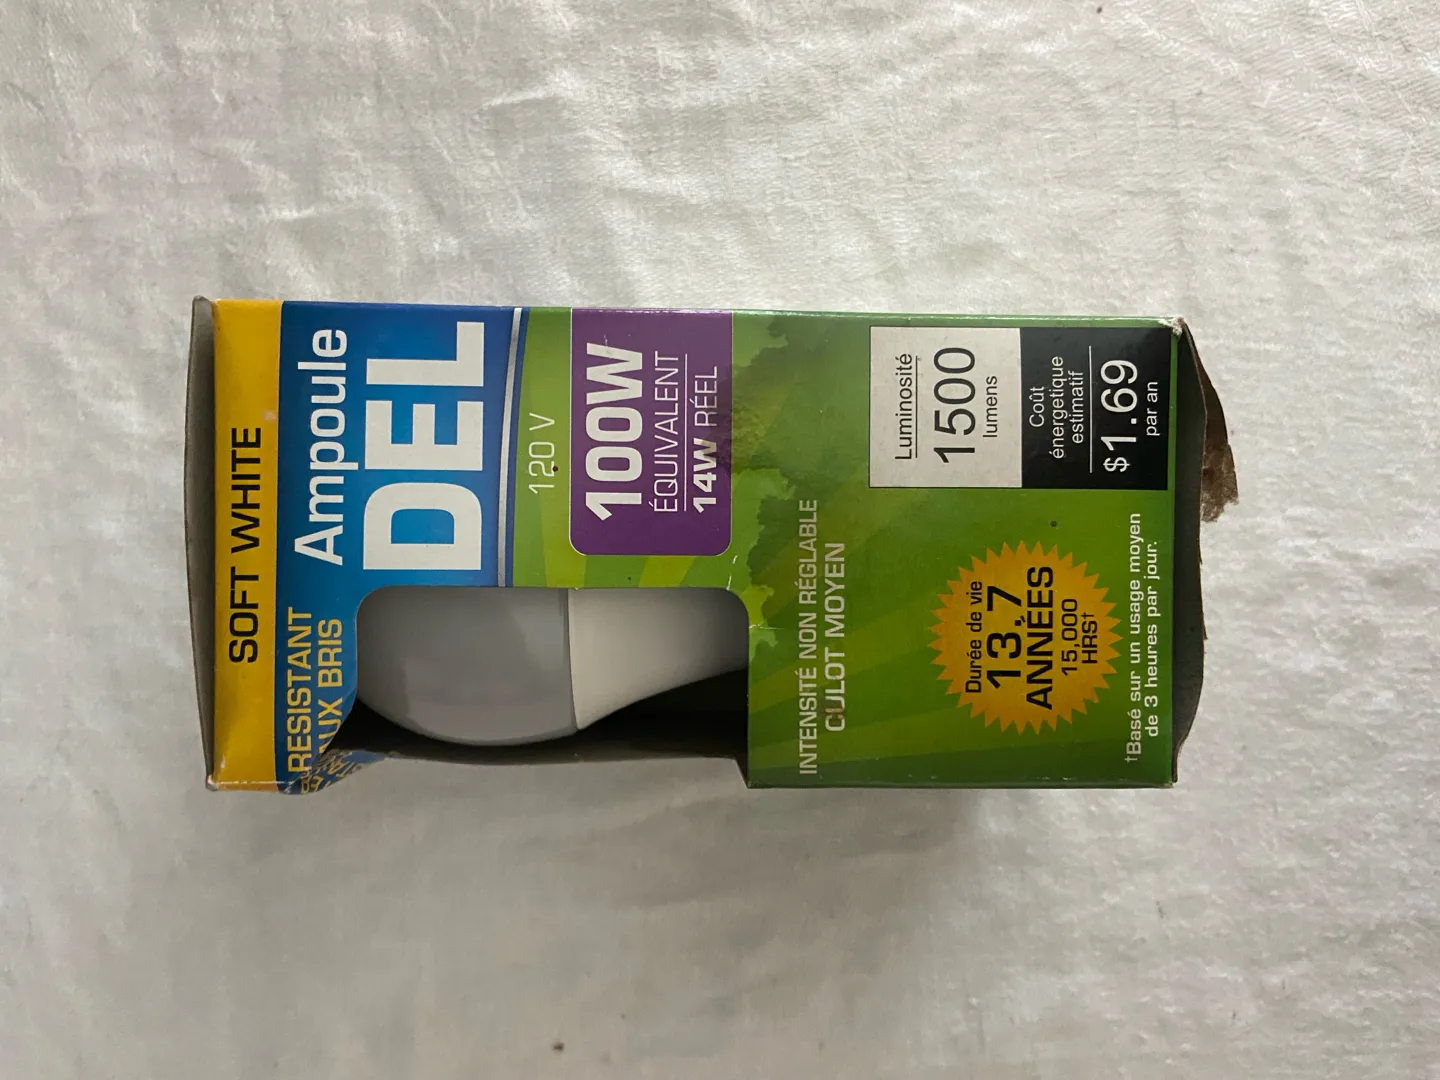 SOFT WHITE
RESISTANT
AUX BRIS
Ampoule
DEL
120 V
100W
ÉQUIVALENT
14W RÉEL
INTENSITÉ NON RÉGLABLE
CULOT MOYEN
Luminosité
1500
lumens
Coût
énergétique
estimatif
$1.69
par an
Durée de vie
13,7
ANNÉES
15,000
HRS†
†Basé sur un usage moyen
de 3 heures par jour.